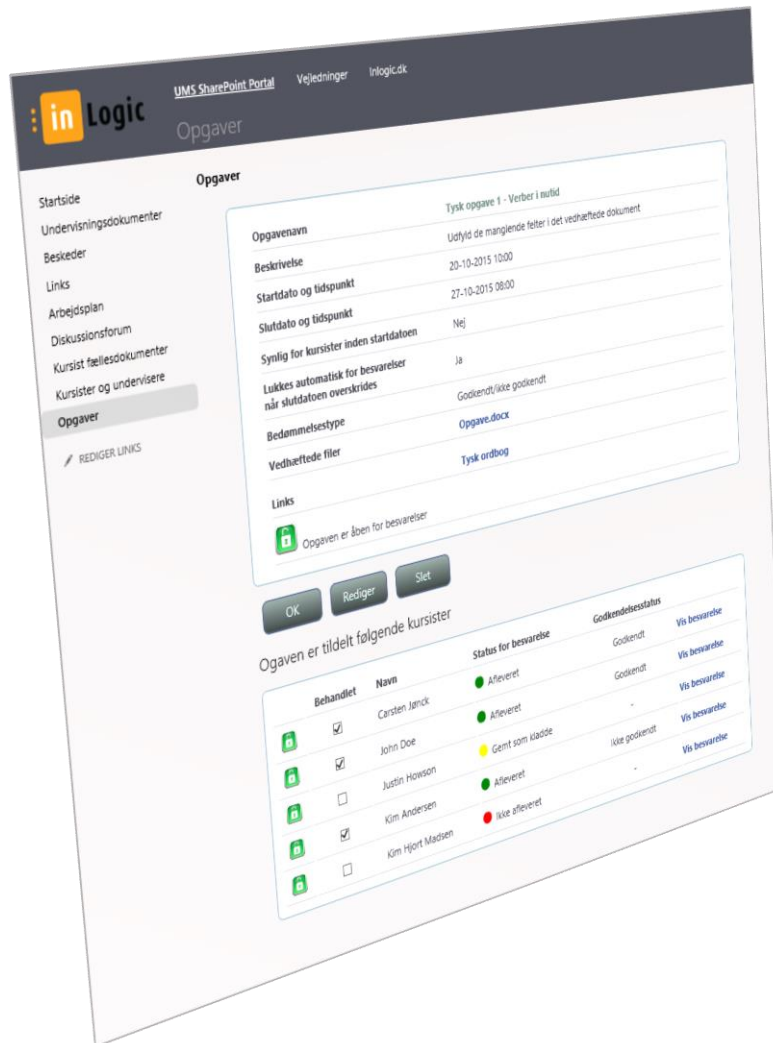 in Logic
UMS SharePoint Portal Vejledninger Inlogic.dk
Opgaver
Startside
Undervisningsdokumenter
Beskeder
Links
Arbejdsplan
Diskussionsforum
Kursist fællesdokumenter
Kursister og undervisere
Opgaver
REDIGER LINKS
Opgaver
Opgavenavn Tysk opgave 1 - Verber i nutid
Beskrivelse Udfyld de manglende felter i det vedhæftede dokument
Startdato og tidspunkt 20-10-2015 10:00
Slutdato og tidspunkt 27-10-2015 08:00
Synlig for kursister inden startdatoen Nej
Lukkes automatisk for besvarelser
når slutdatoen overskrides Ja
Bedømmelsestype Godkendt/ikke godkendt
Vedhæftede filer Opgave.docx
Links Tysk ordbog
Opgaven er åben for besvarelser
OK Rediger Slet
Ogaven er tildelt følgende kursister
Behandlet Navn Status for besvarelse Godkendelsesstatus
Carsten Jønck Afleveret Godkendt Vis besvarelse
John Doe Afleveret Godkendt Vis besvarelse
Justin Howson Gemt som kladde - Vis besvarelse
Kim Andersen Afleveret Ikke godkendt Vis besvarelse
Kim Hjort Madsen Ikke afleveret - Vis besvarelse